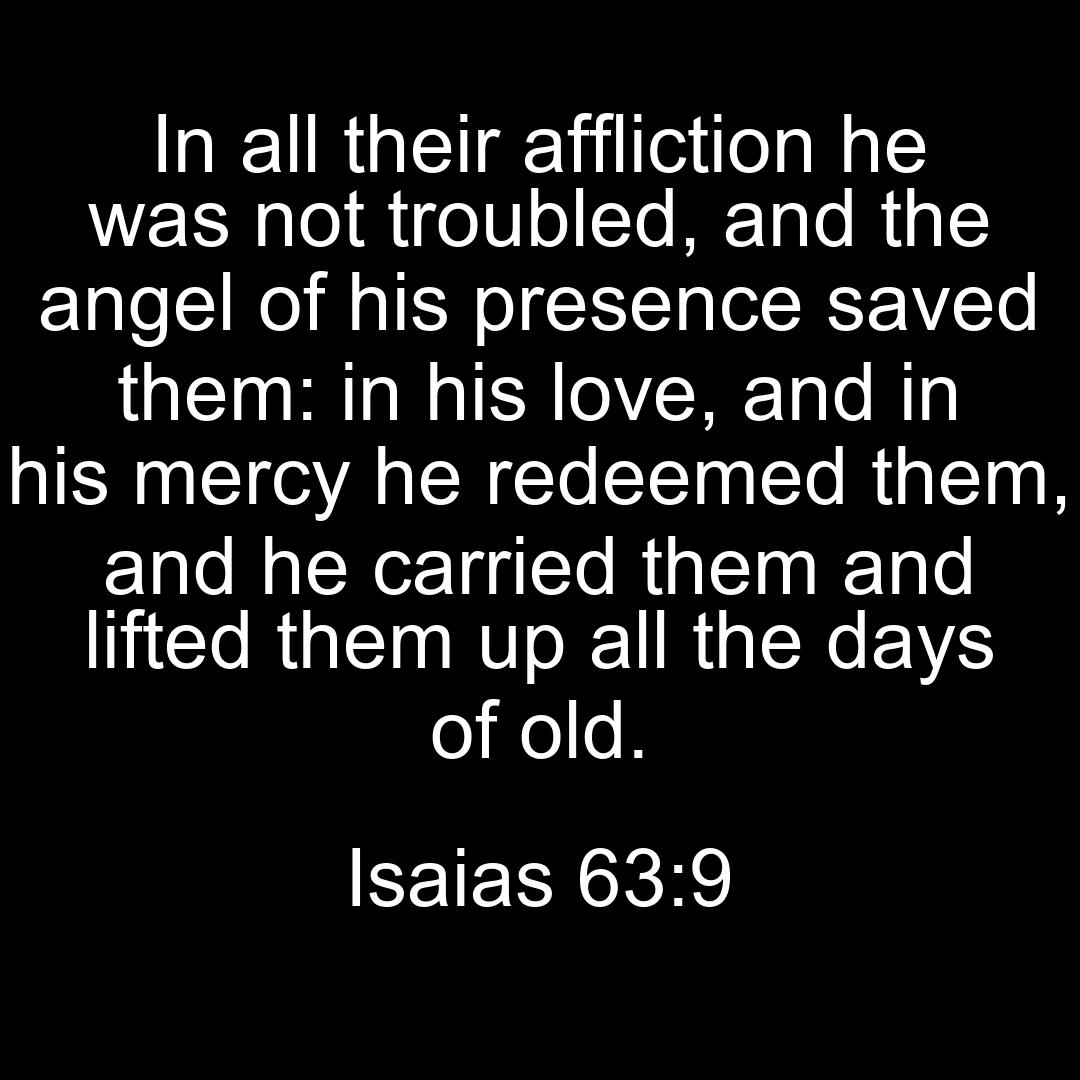 In all their affliction he
was not troubled, and the
angel of his presence saved
them: in his love, and in
his mercy he redeemed them,
and he carried them and
lifted them up all the days
of old.
Isaias 63:9